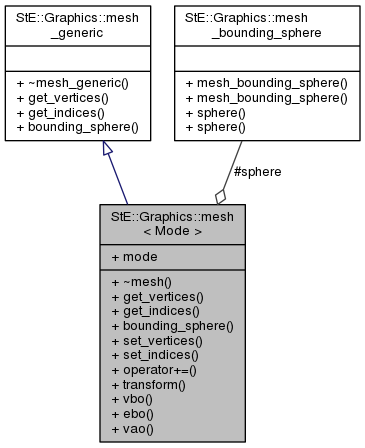 StE::Graphics::mesh
_generic
+ ~mesh_generic()
+ get_vertices()
+ get_indices()
+ bounding_sphere()
StE::Graphics::mesh
_bounding_sphere
+ mesh_bounding_sphere()
+ mesh_bounding_sphere()
+ sphere()
+ sphere()
#sphere
StE::Graphics::mesh
< Mode >
+ mode
+ ~mesh()
+ get_vertices()
+ get_indices()
+ bounding_sphere()
+ set_vertices()
+ set_indices()
+ operator+=()
+ transform()
+ vbo()
+ ebo()
+ vao()